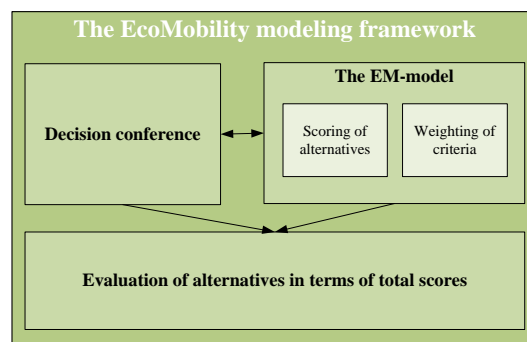 The EcoMobility modeling framework
Decision conference
The EM-model
Scoring of
alternatives
Weighting of
criteria
Evaluation of alternatives in terms of total scores